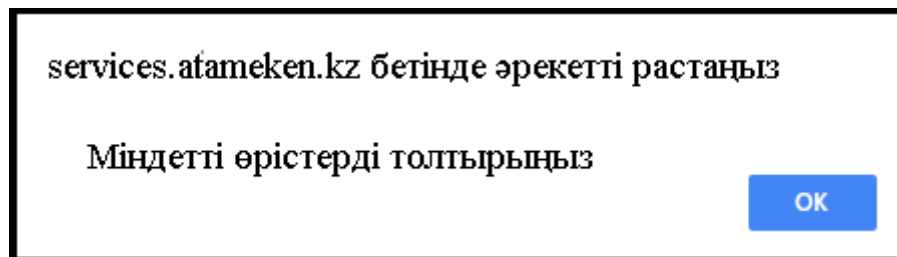 services.atameken.kz бетінде әрекетті растаңыз
Міндетті өрістерді толтырыңыз
OK